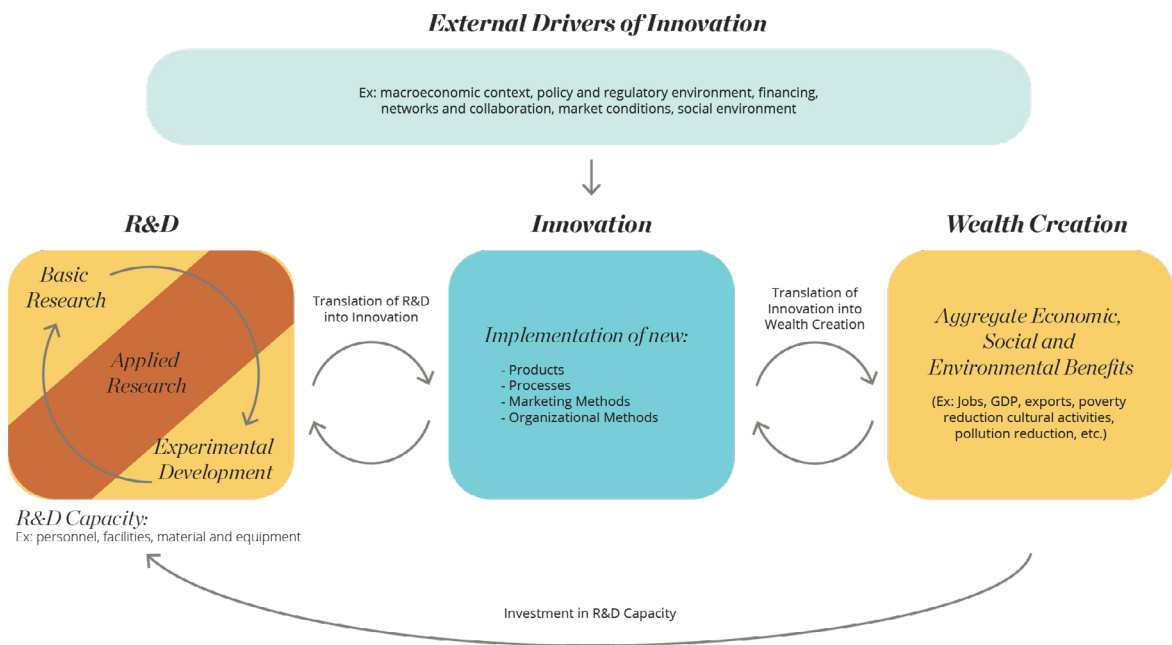 External Drivers of Innovation
Ex: macroeconomic context, policy and regulatory environment, financing,
networks and collaboration, market conditions, social environment
R&D
Basic
Research
Applied
Research
Experimental
Development
R&D Capacity:
Ex: personnel, facilities, material and equipment
Translation of R&D
into Innovation
Innovation
Implementation of new:
- Products
- Processes
- Marketing Methods
- Organizational Methods
Translation of
Innovation into
Wealth Creation
Wealth Creation
Aggregate Economic,
Social and
Environmental Benefits
(Ex: Jobs, GDP, exports, poverty
reduction cultural activities,
pollution reduction, etc.)
Investment in R&D Capacity